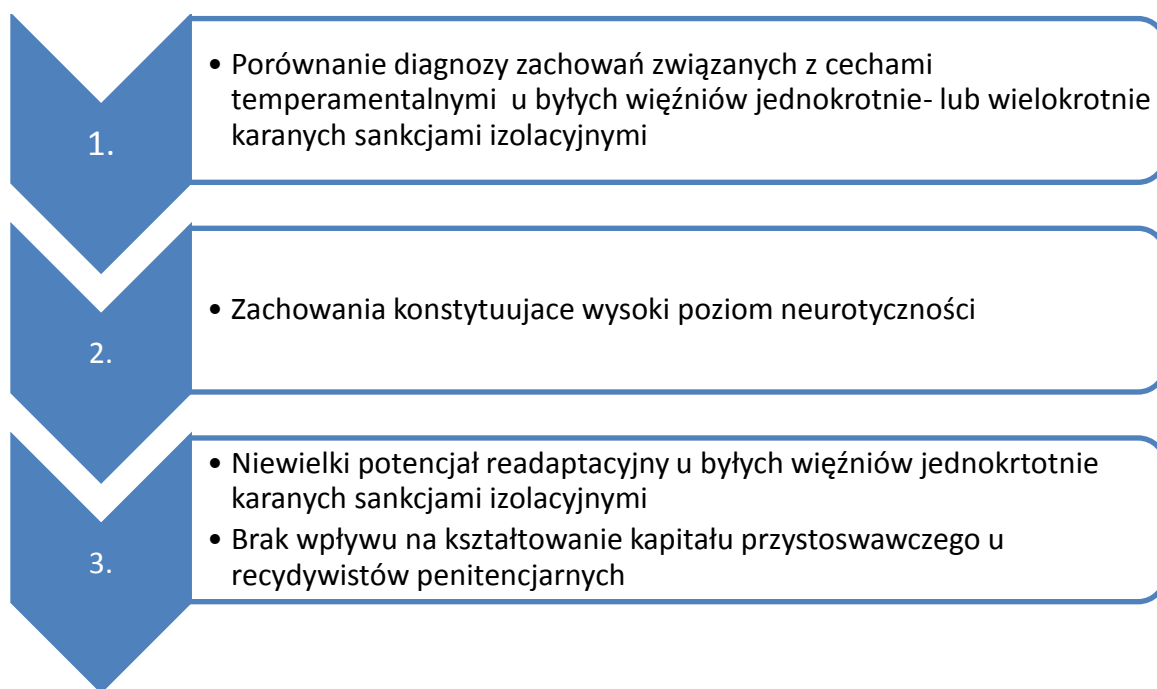 1.
• Porównanie diagnozy zachowań związanych z cechami
temperamentalnymi u byłych więźniów jednokrotnie- lub wielokrotnie
karanych sankcjami izolacyjnymi
2.
• Zachowania konstytuujace wysoki poziom neurotyczności
3.
• Niewielki potencjał readaptacyjny u byłych więźniów jednokrtotnie
karanych sankcjami izolacyjnymi
• Brak wpływu na kształtowanie kapitału przystoswawczego u
recydywistów penitencjarnych